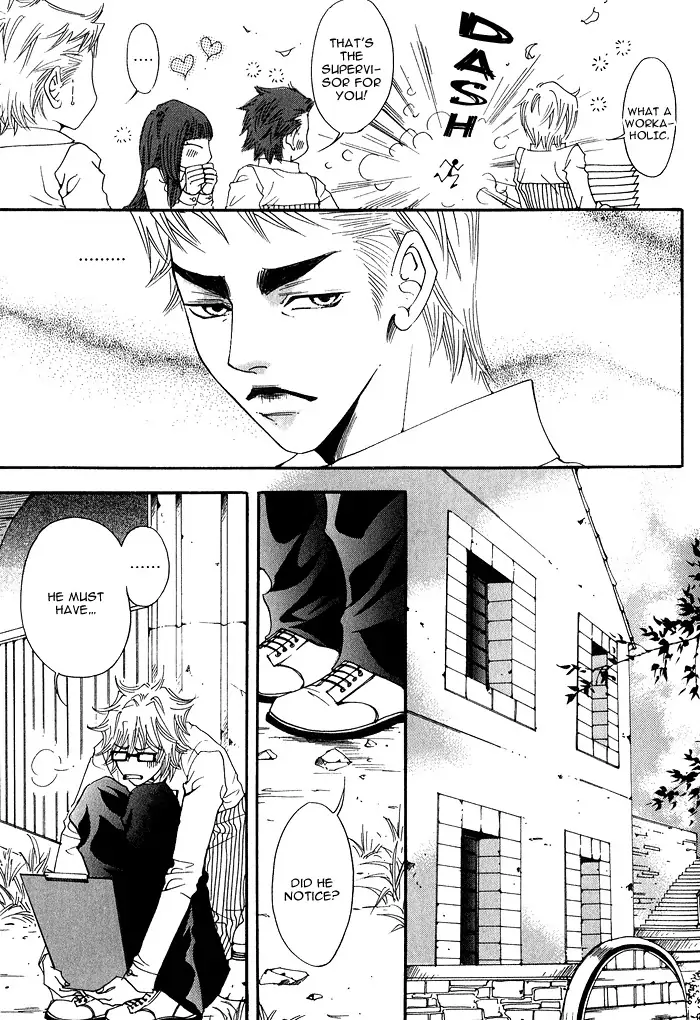 WHAT A
WORKA-
HOLIC.
DASH
THAT'S
THE
SUPERVI-
SOR FOR
YOU!
.....
.........
DID HE
NOTICE?
......
HE MUST
HAVE...